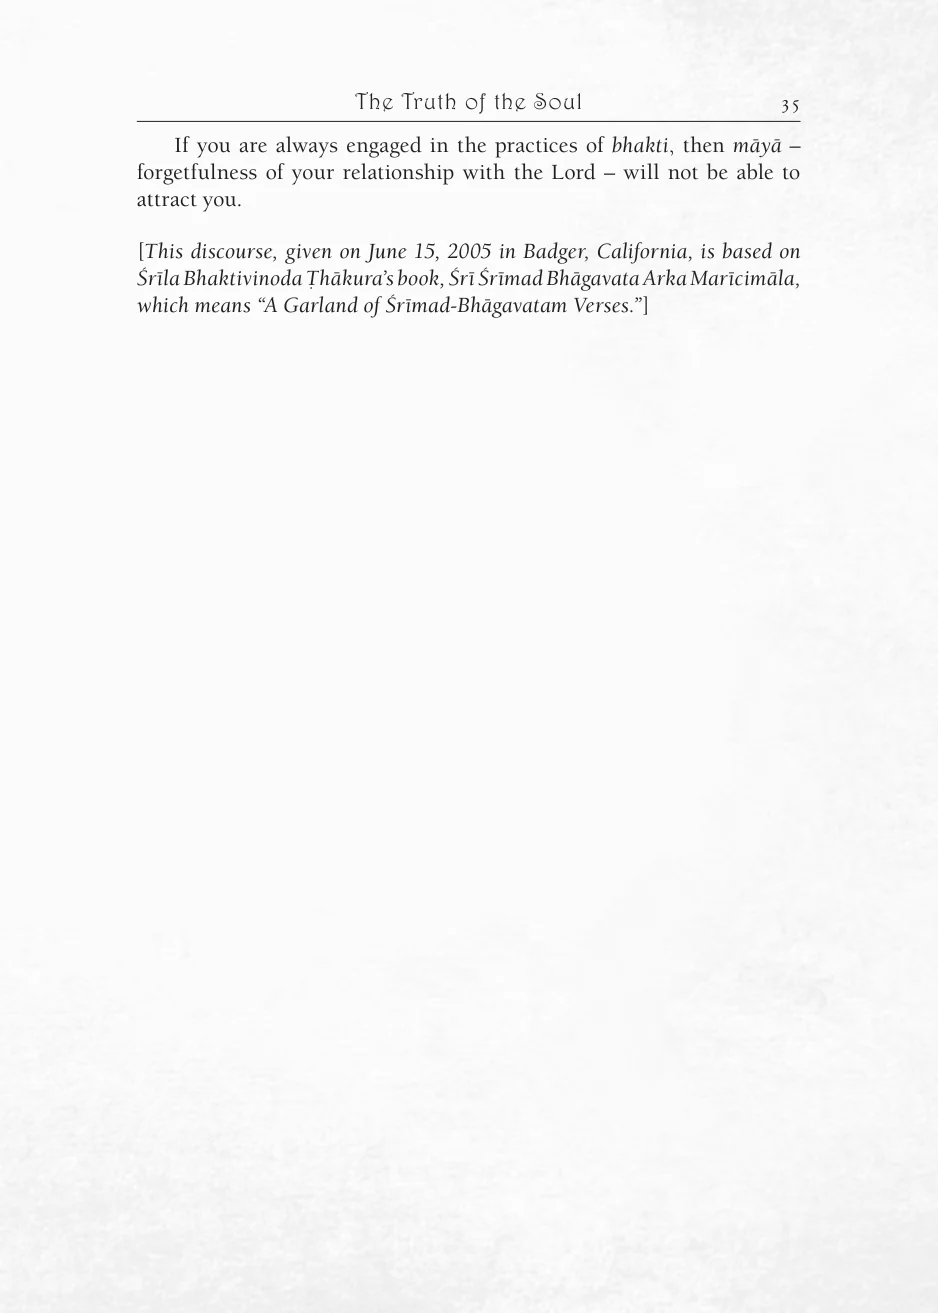 The Truth of the Soul 35
If you are always engaged in the practices of bhakti, then māyā –
forgetfulness of your relationship with the Lord – will not be able to
attract you.
[This discourse, given on June 15, 2005 in Badger, California, is based on
Śrīla Bhaktivinoda Ṭhākura’s book, Śrī Śrīmad Bhāgavata Arka Marīcimāla,
which means “A Garland of Śrīmad-Bhāgavatam Verses.”]